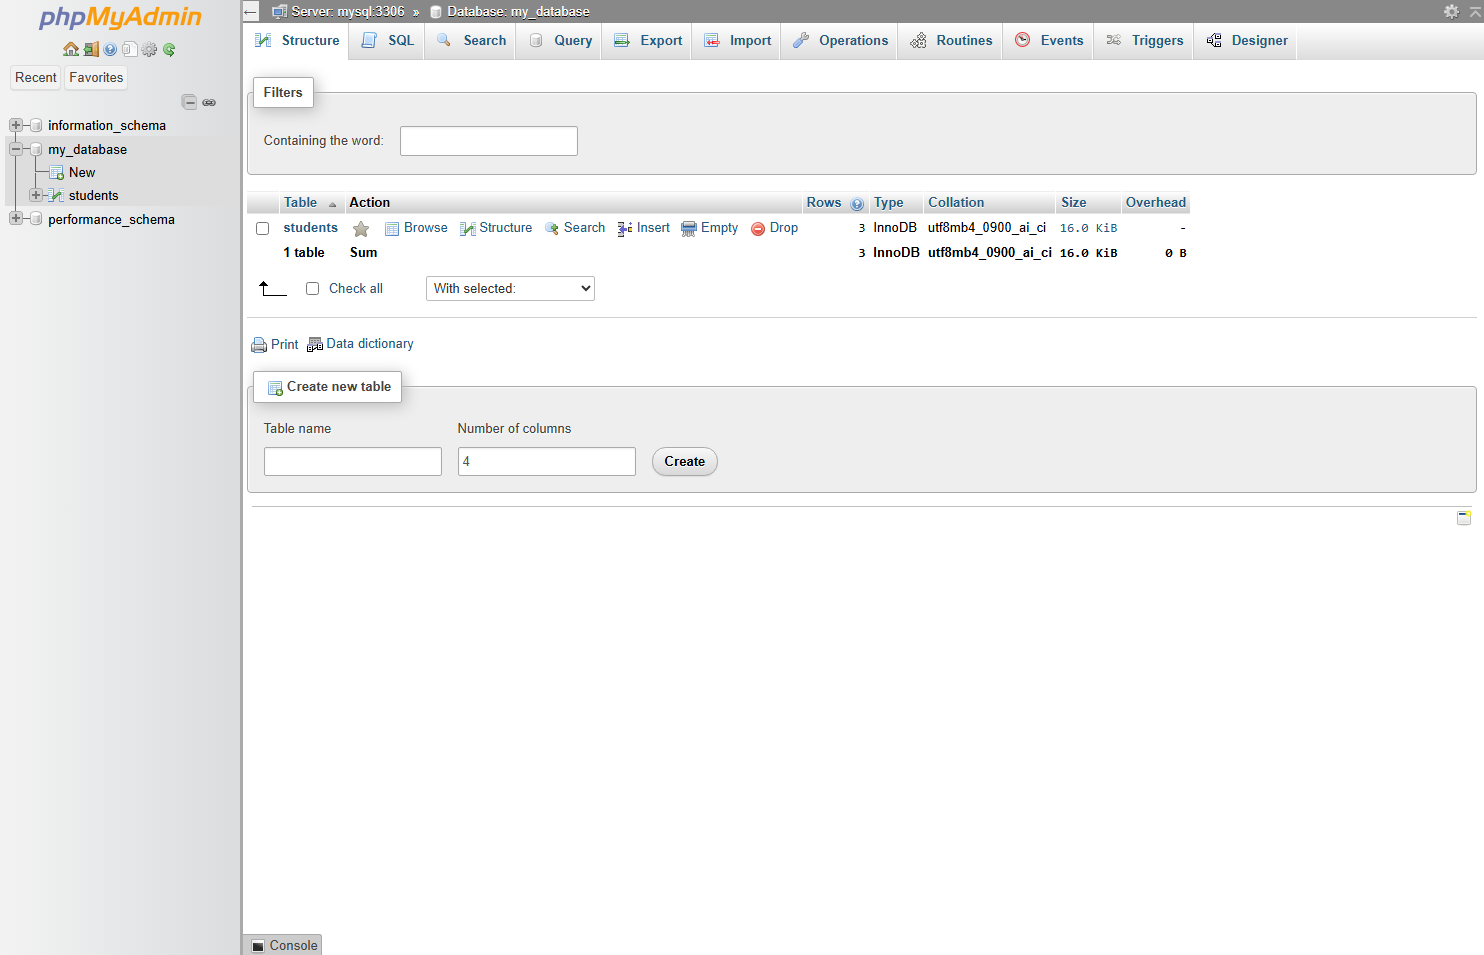 phpMyAdmin
Recent
Favorites
information_schema
my_database
New
students
performance_schema
Server: mysql:3306 » Database: my_database
Structure
SQL
Search
Query
Export
Import
Operations
Routines
Events
Triggers
Designer
Filters
Containing the word:
Table Action Rows Type Collation Size Overhead
students Browse Structure Search Insert Empty Drop 3 InnoDB utf8mb4_0900_ai_ci 16.0 KiB -
1 table Sum 3 InnoDB utf8mb4_0900_ai_ci 16.0 KiB 0 B
Check all With selected:
Print Data dictionary
Create new table
Table name Number of columns
4 Create
Console